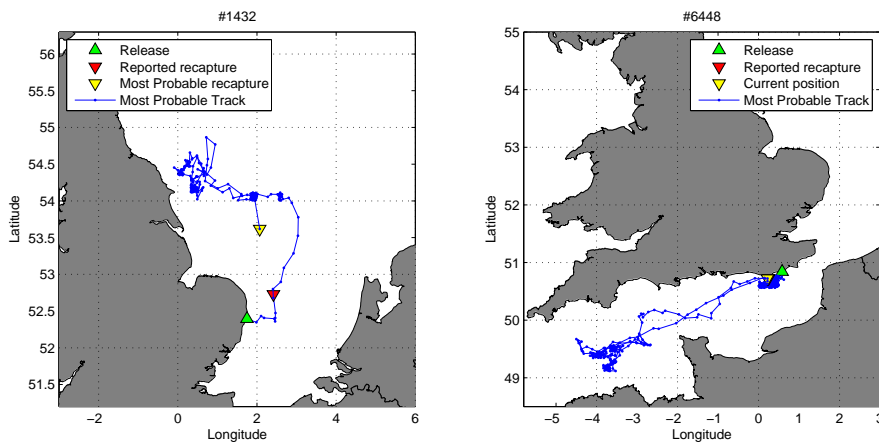 #1432
Release
Reported recapture
Most Probable recapture
Most Probable Track
56
55.5
55
54.5
54
53.5
53
52.5
52
51.5
Latitude
−2
0
2
4
6
Longitude
#6448
Release
Reported recapture
Current position
Most Probable Track
55
54
53
52
51
50
49
Latitude
−5
−4
−3
−2
−1
0
1
2
3
Longitude